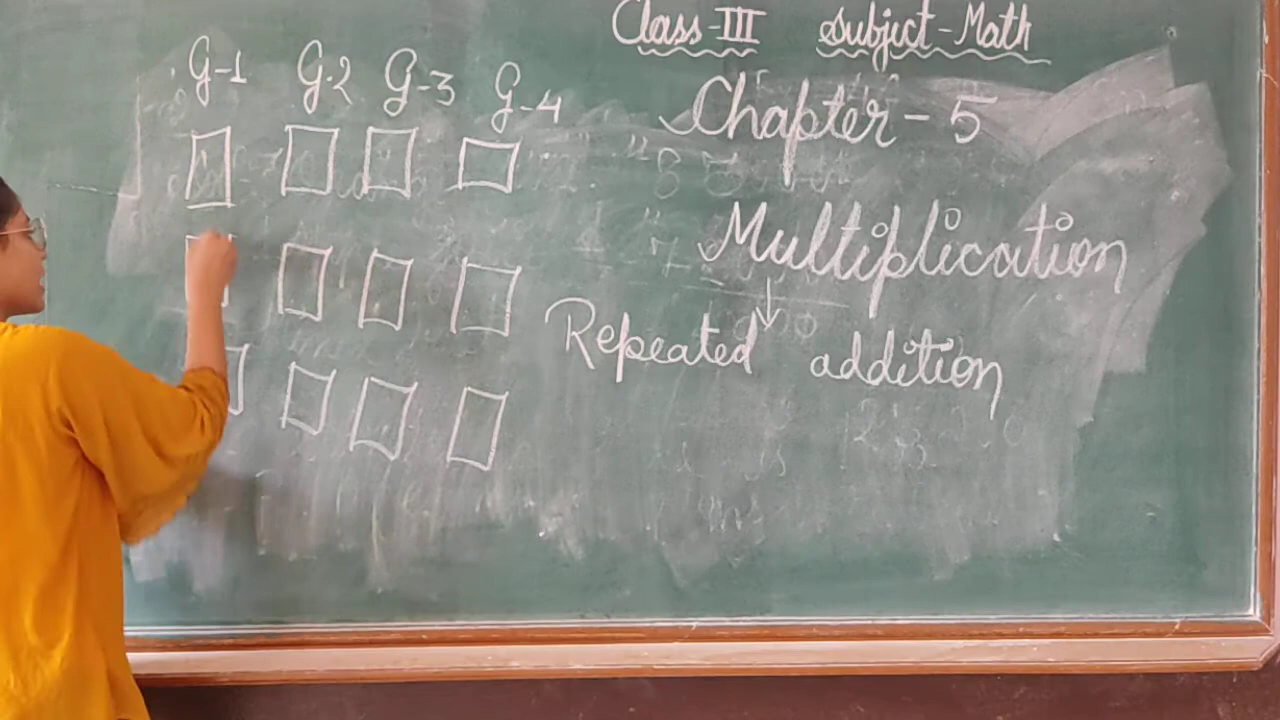 Class-III Subject-Math
G-1 G-2 G-3 G-4
Chapter-5
Multiplication
↓
Repeated addition